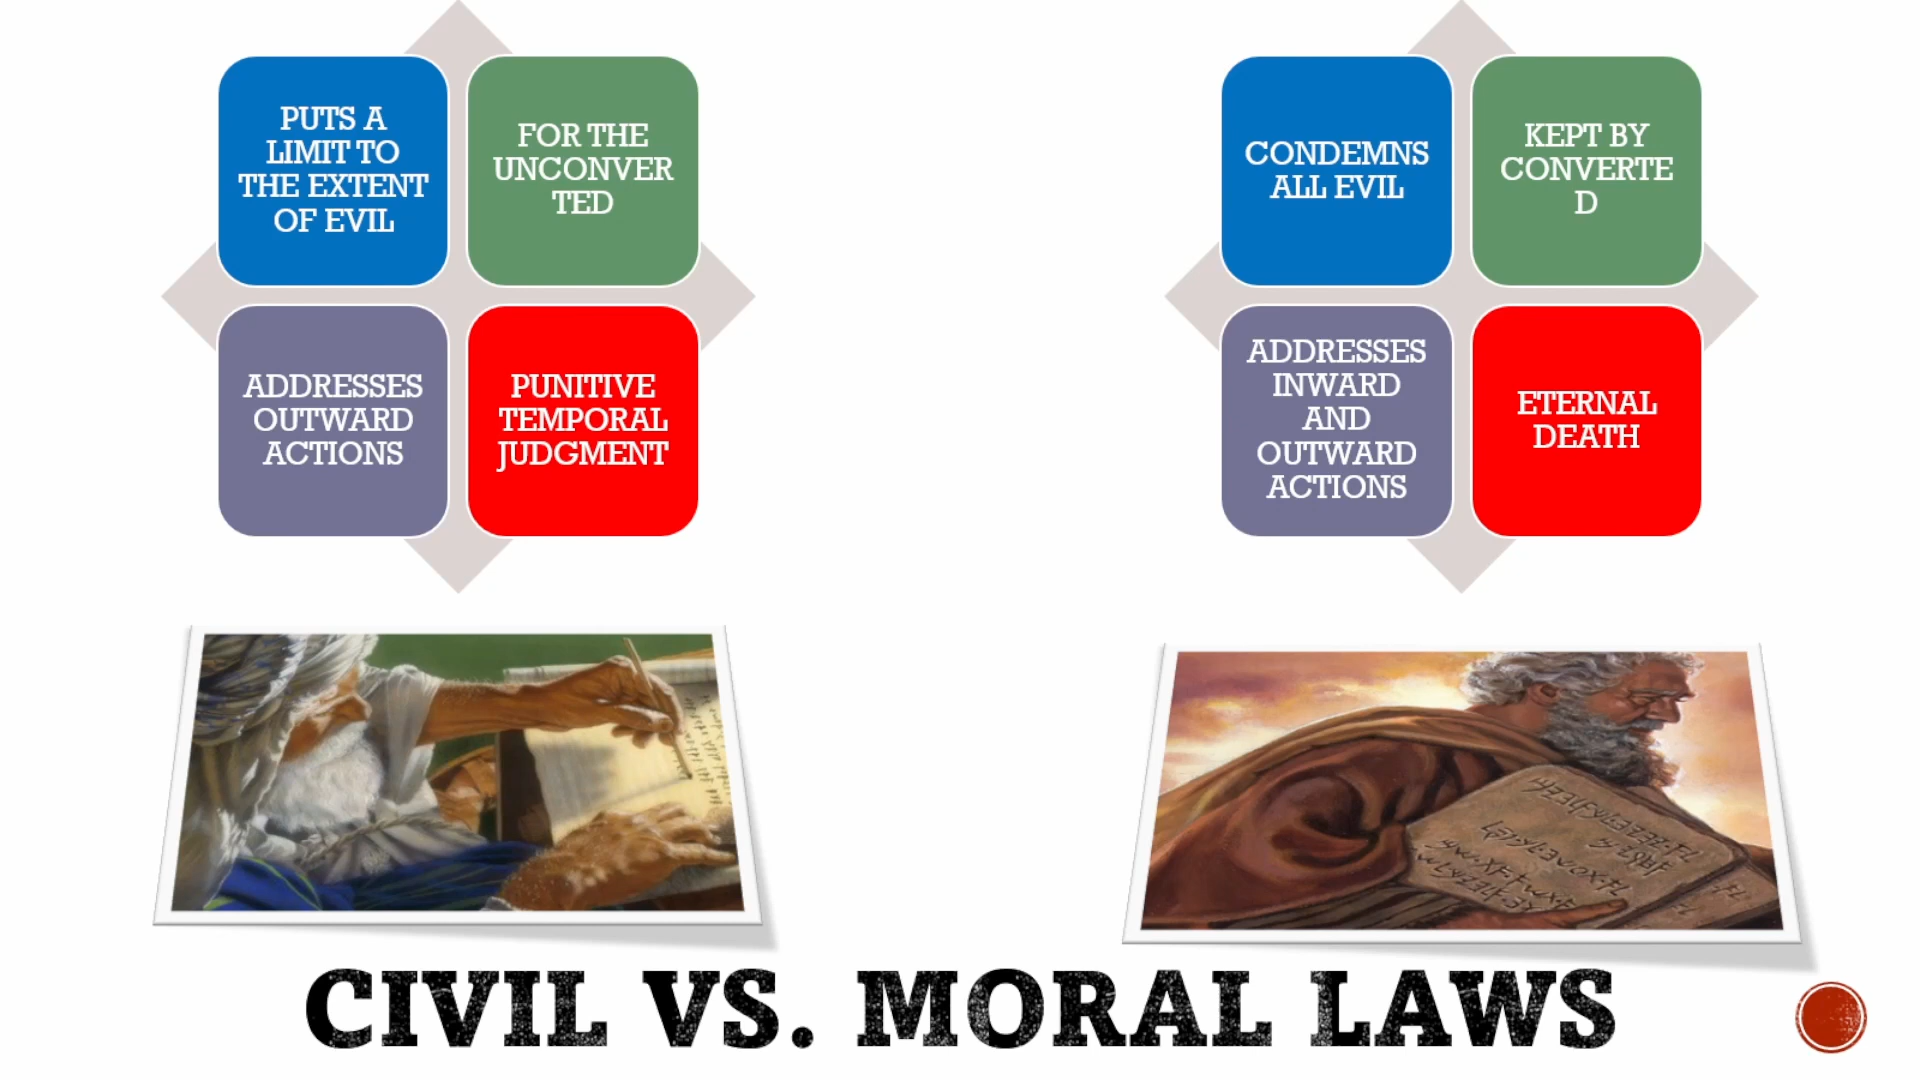 PUTS A
LIMIT TO
THE EXTENT
OF EVIL
FOR THE
UNCONVER
TED
ADDRESSES
OUTWARD
ACTIONS
PUNITIVE
TEMPORAL
JUDGMENT
CONDEMNS
ALL EVIL
KEPT BY
CONVERTE
D
ADDRESSES
INWARD
AND
OUTWARD
ACTIONS
ETERNAL
DEATH
CIVIL VS. MORAL LAWS